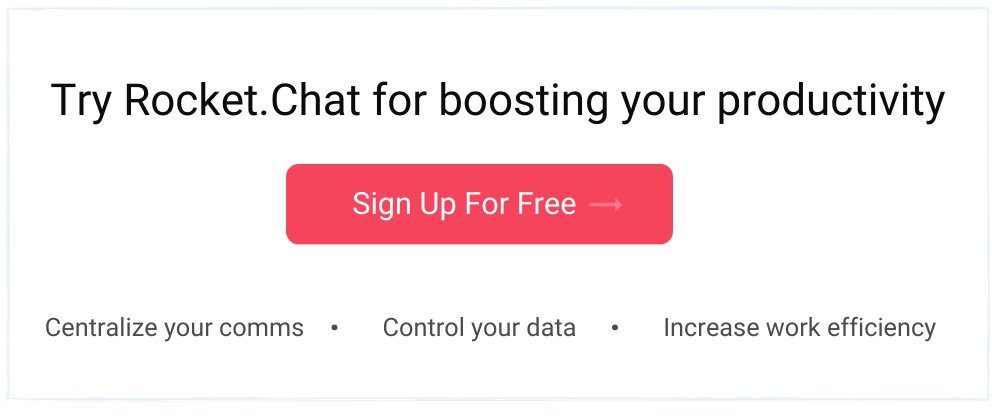 Try Rocket.Chat for boosting your productivity
Sign Up For Free →
Centralize your comms • Control your data • Increase work efficiency